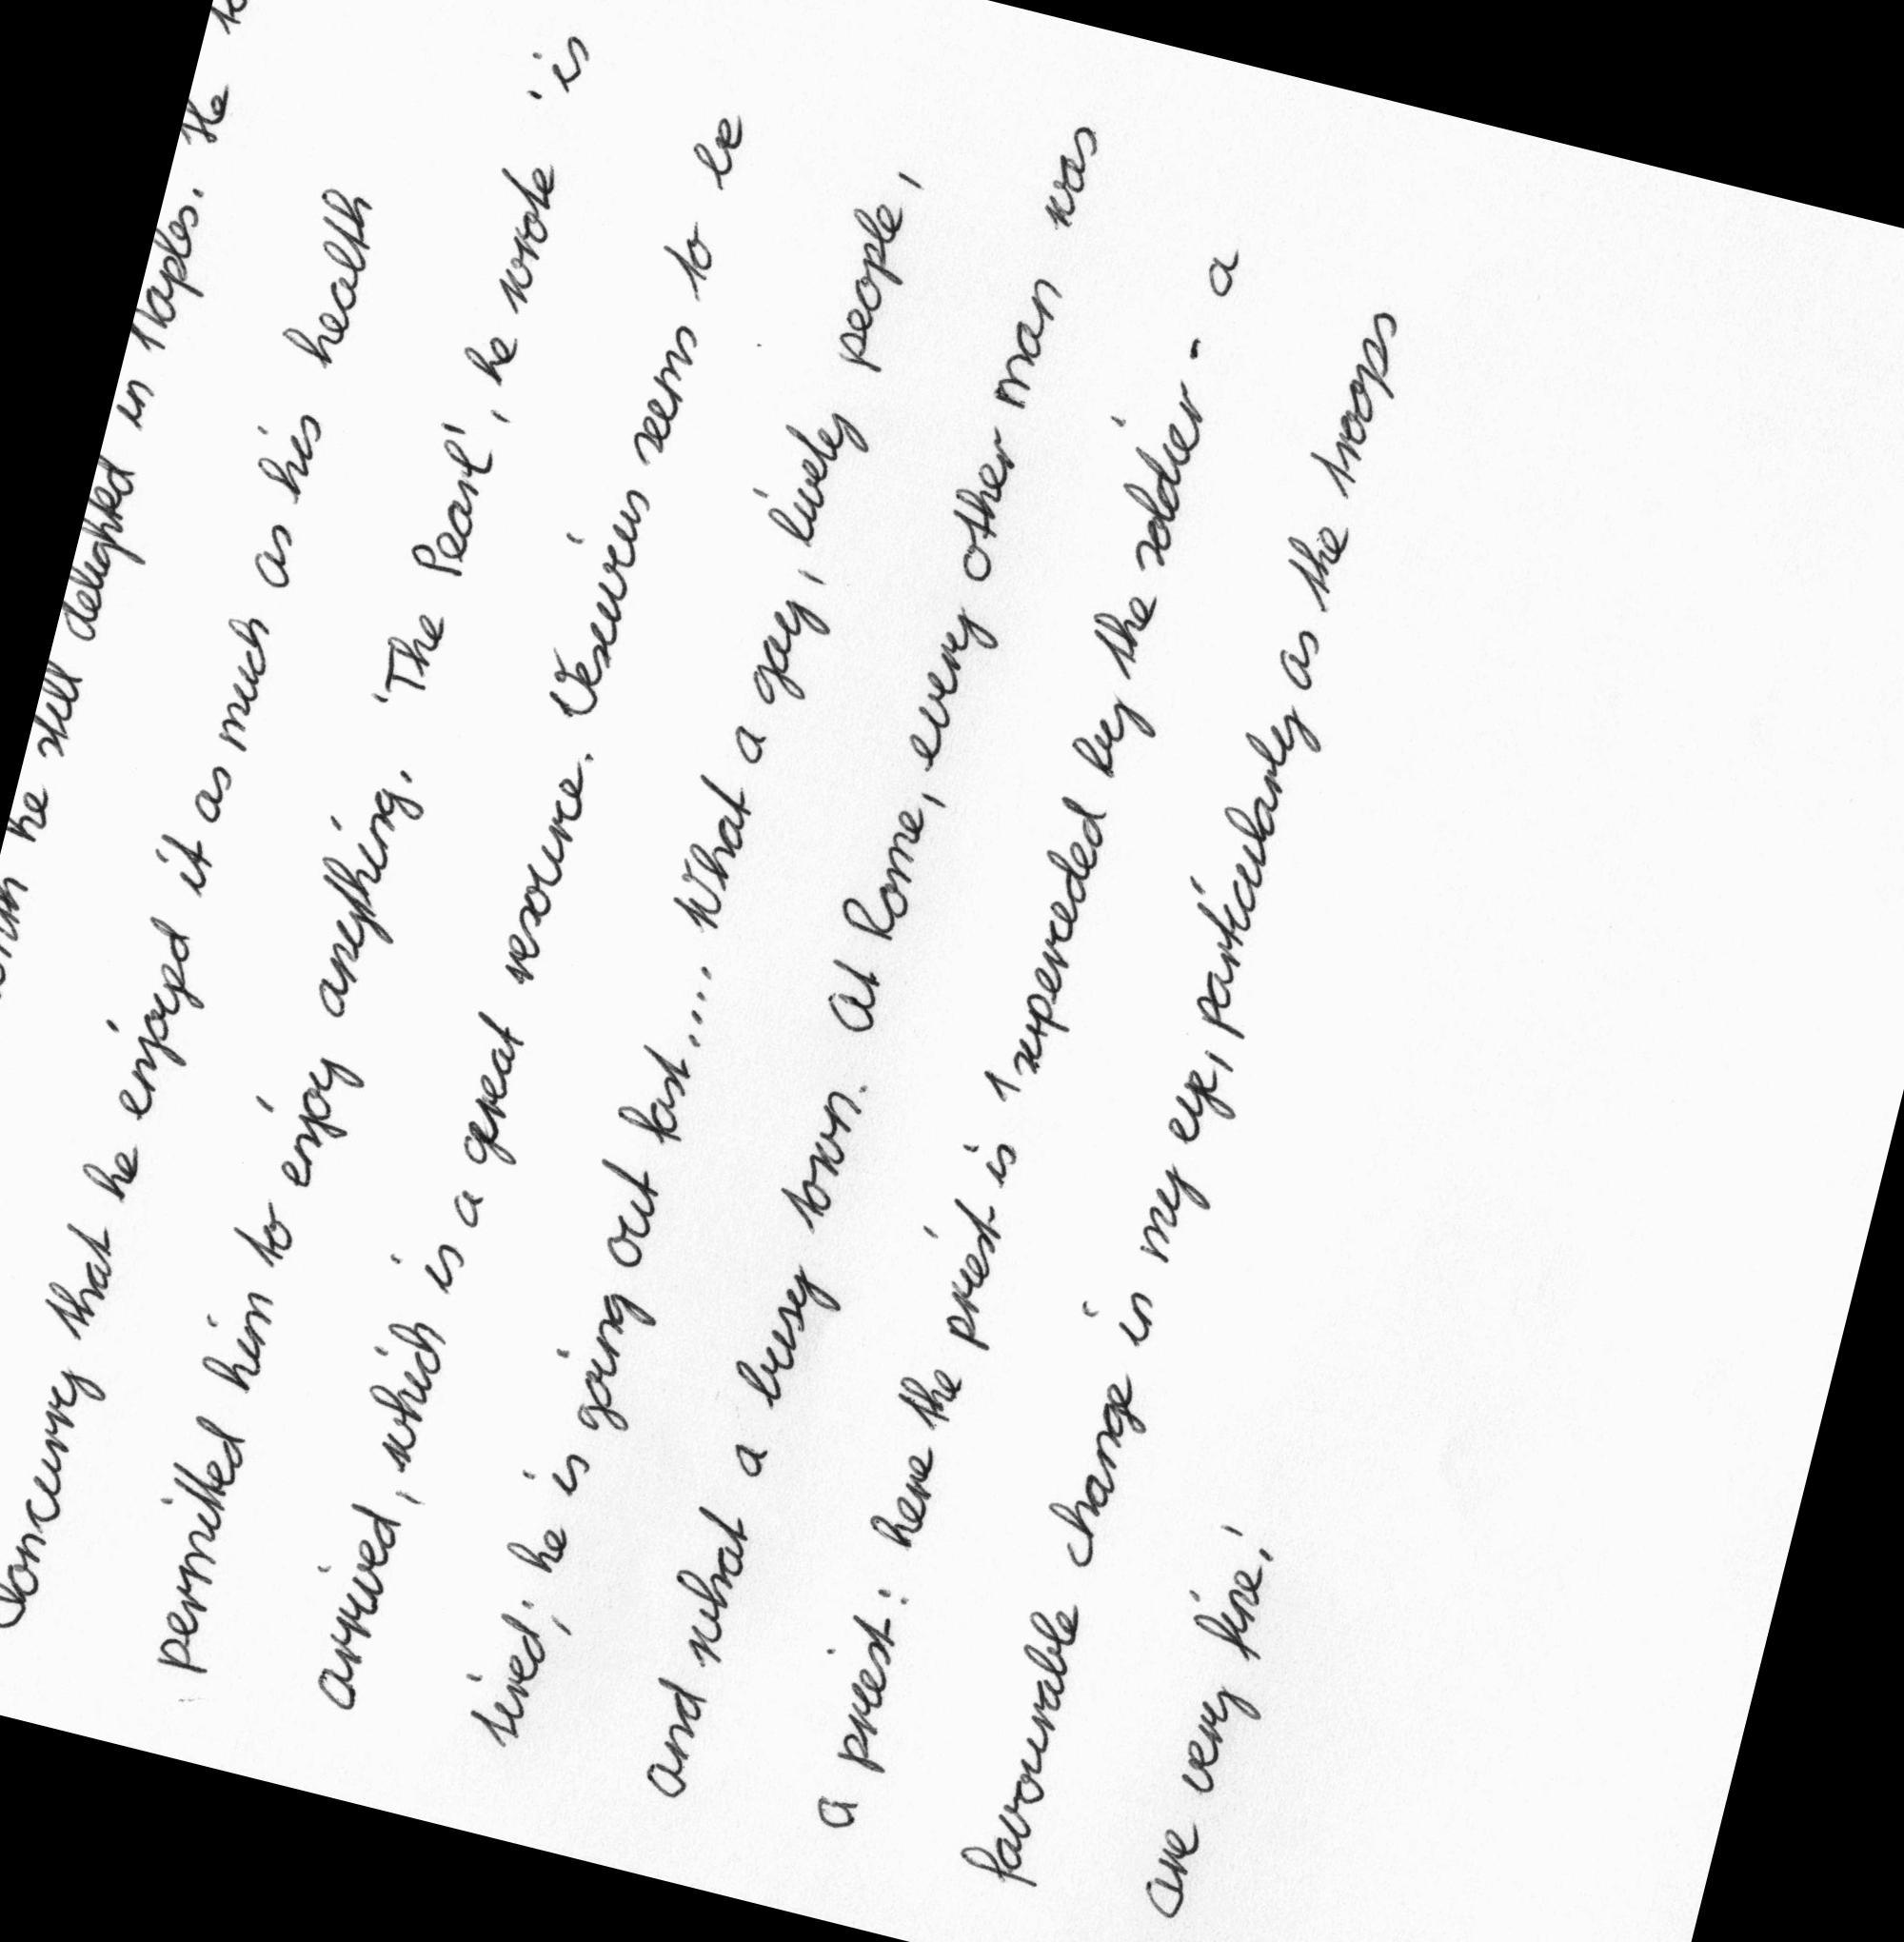 he still delighted in Naples. He
Concurry that he enjoyed it as much as his health
permitted him to enjoy anything. 'The Pearl', he wrote 'is
arrived, which is a great resource. Vesuvius seems to be
tired; he is going out fast.... What a gay, lively people,
and what a busy town. At Rome, every other man was
a priest: here the priest is superceded by the soldier - a
favourable change in my eye, particularly as the troops
are very fine!